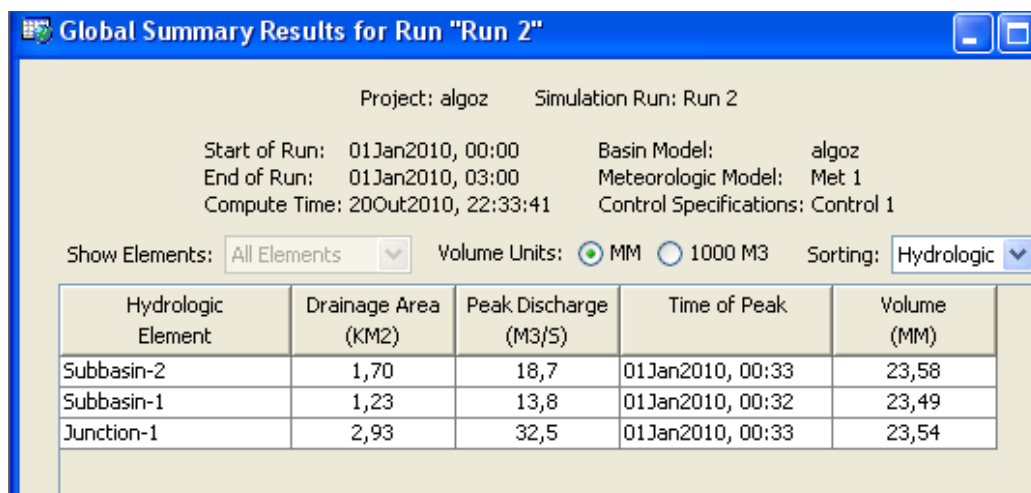 Global Summary Results for Run "Run 2"
Project: algoz Simulation Run: Run 2
Start of Run: 01Jan2010, 00:00 Basin Model: algoz
End of Run: 01Jan2010, 03:00 Meteorologic Model: Met 1
Compute Time: 20Out2010, 22:33:41 Control Specifications: Control 1
Show Elements: All Elements Volume Units: MM 1000 M3 Sorting: Hydrologic
Hydrologic Drainage Area Peak Discharge Time of Peak Volume
Element (KM2) (M3/S) (MM)
Subbasin-2 1,70 18,7 01Jan2010, 00:33 23,58
Subbasin-1 1,23 13,8 01Jan2010, 00:32 23,49
Junction-1 2,93 32,5 01Jan2010, 00:33 23,54